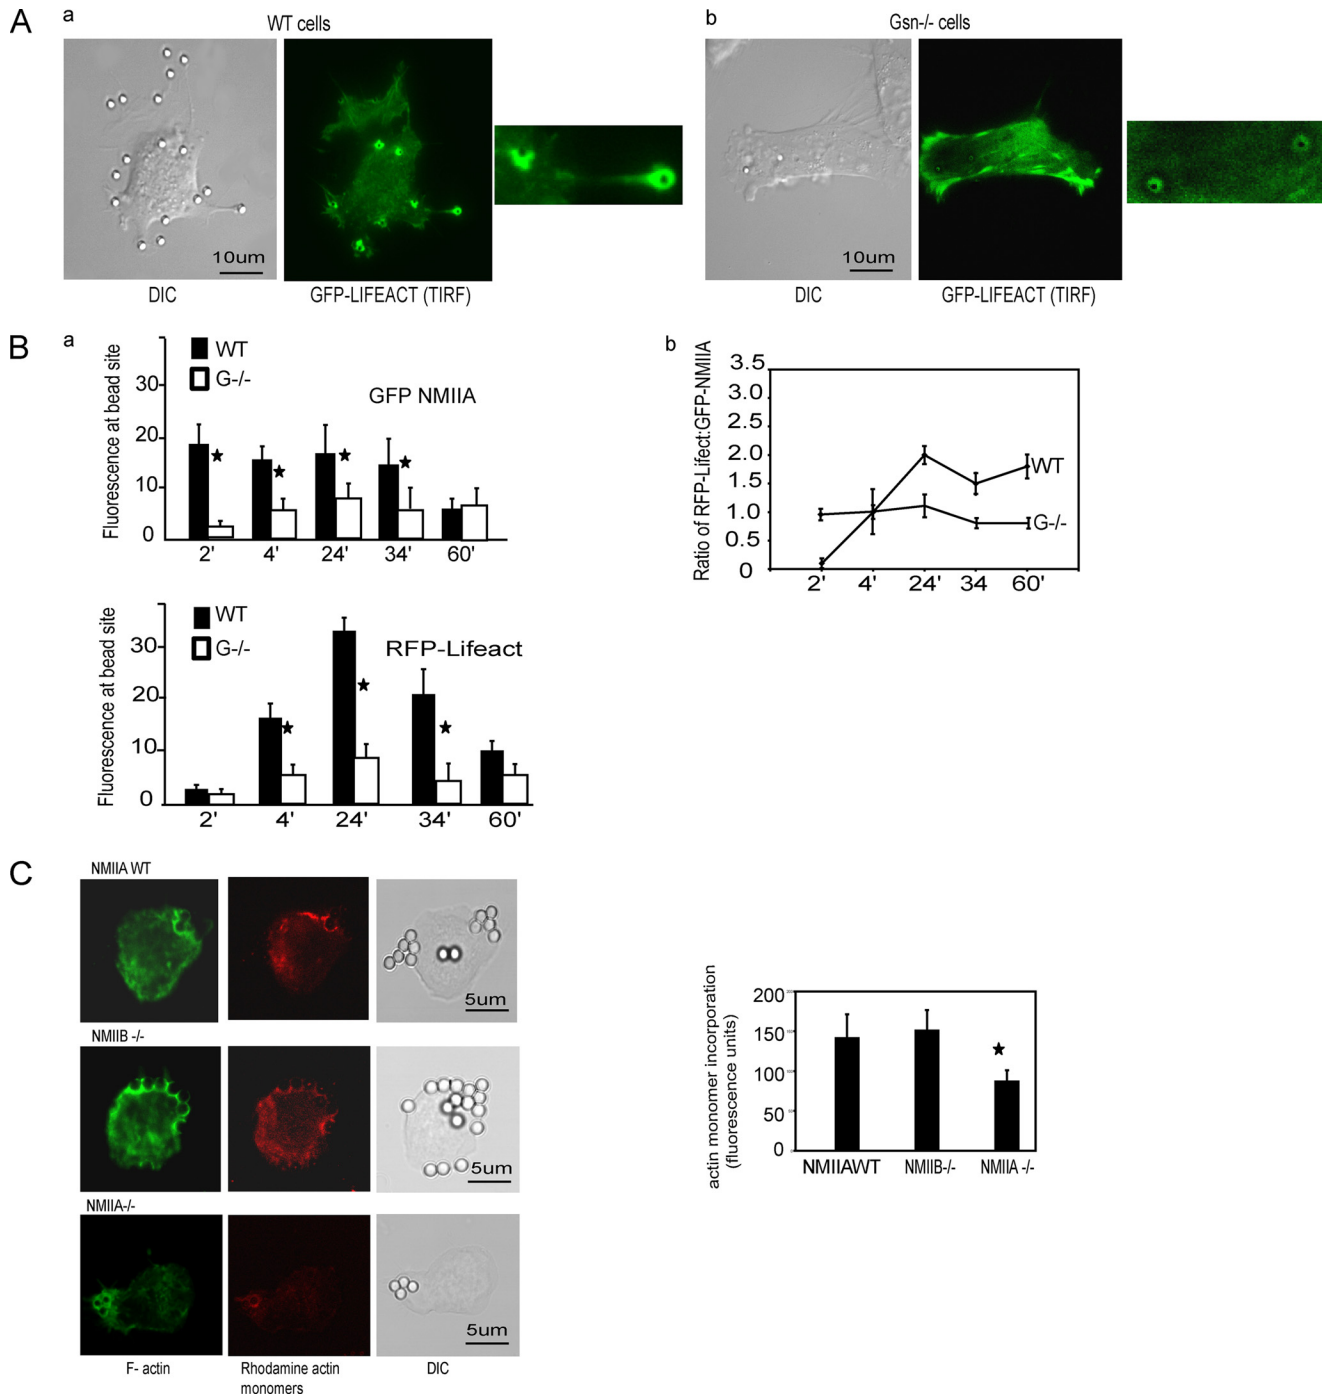 A
a
WT cells
b
Gsn-/- cells
10um
10um
DIC
GFP-LIFEACT (TIRF)
DIC
GFP-LIFEACT (TIRF)
B
a
Fluorescence at bead site
WT
G-/-
GFP NMIIA
30
20
10
0
2'
4'
24'
34'
60'
b
Ratio of RFP-Lifect:GFP-NMIIA
3.5
3.0
2.5
2.0
1.5
1.0
0.5
0
WT
G-/-
2'
4'
24'
34
60'
Fluorescence at bead site
WT
G-/-
RFP-Lifeact
30
20
10
0
2'
4'
24'
34'
60'
C
NMIIA WT
5um
NMIIB -/-
5um
NMIIA-/-
5um
F- actin
Rhodamine actin
monomers
DIC
actin monomer incorporation
(fluorescence units)
200
150
100
50
0
NMIIAWT
NMIIB-/-
NMIIA -/-